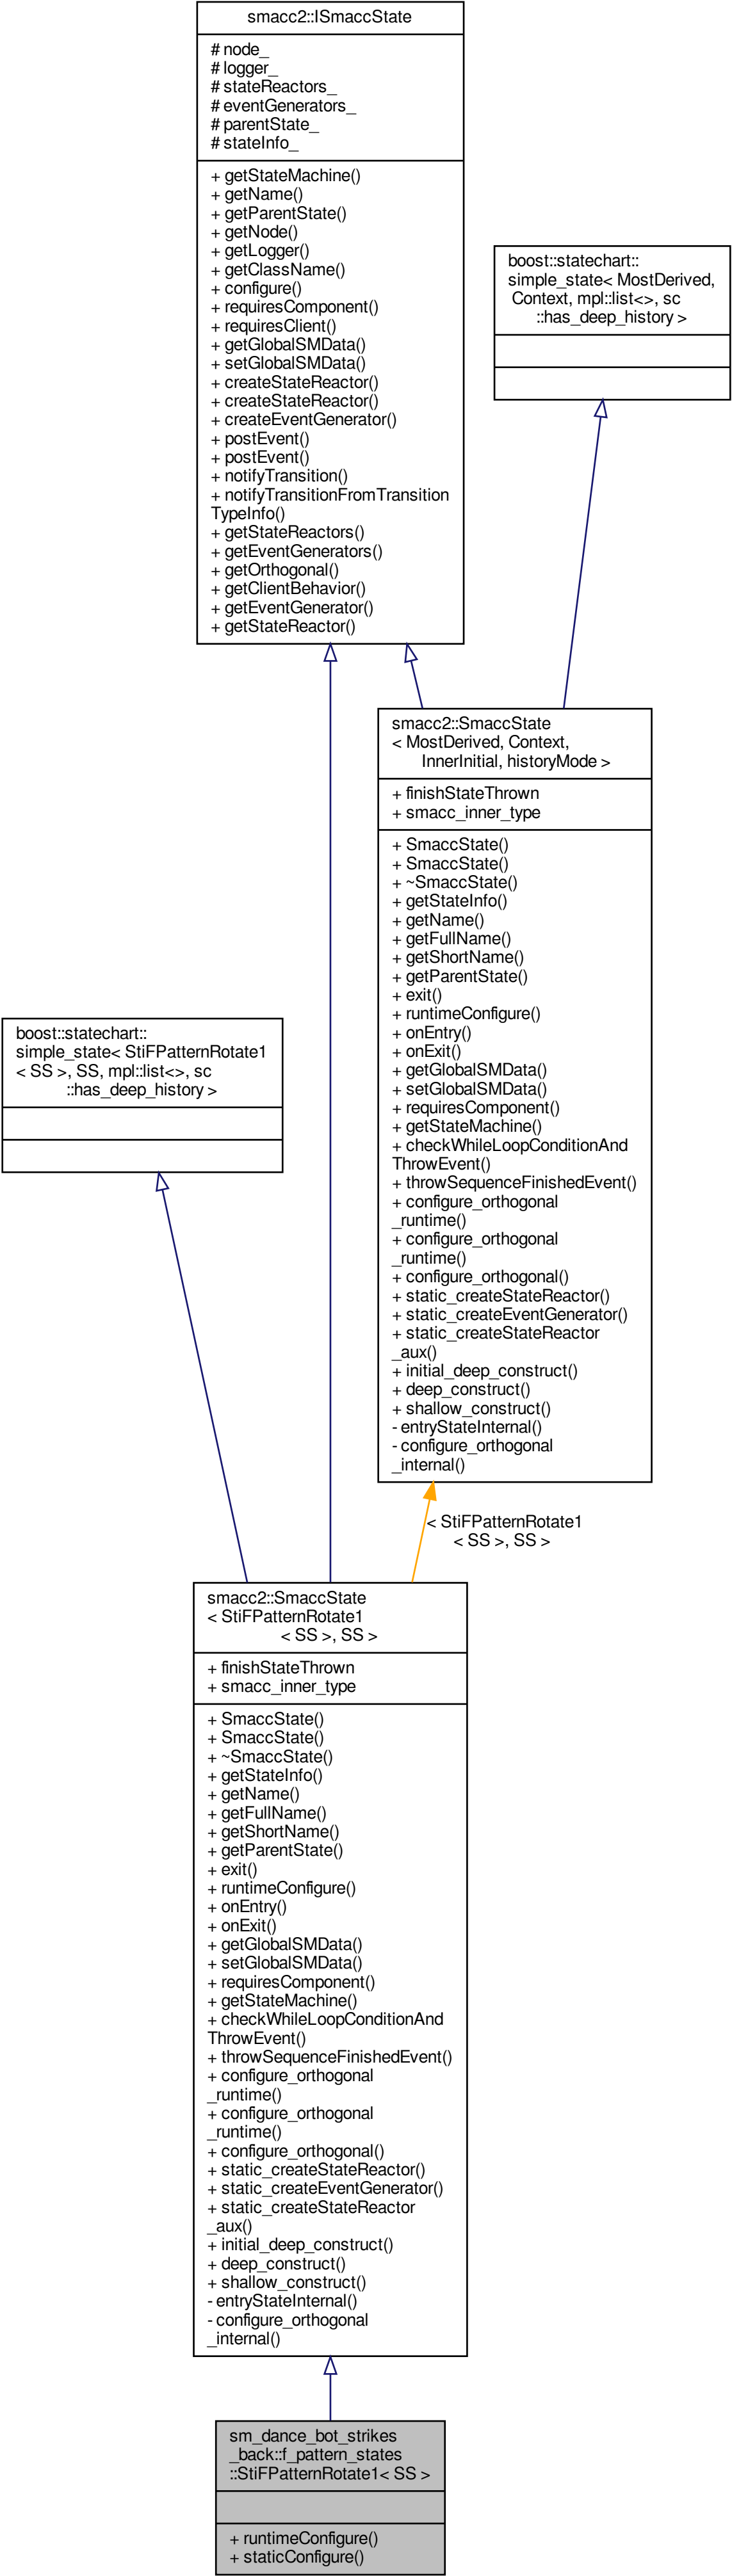 smacc2::ISmaccState
# node_
# logger_
# stateReactors_
# eventGenerators_
# parentState_
# stateInfo_
+ getStateMachine()
+ getName()
+ getParentState()
+ getNode()
+ getLogger()
+ getClassName()
+ configure()
+ requiresComponent()
+ requiresClient()
+ getGlobalSMData()
+ setGlobalSMData()
+ createStateReactor()
+ createStateReactor()
+ createEventGenerator()
+ postEvent()
+ postEvent()
+ notifyTransition()
+ notifyTransitionFromTransition
TypeInfo()
+ getStateReactors()
+ getEventGenerators()
+ getOrthogonal()
+ getClientBehavior()
+ getEventGenerator()
+ getStateReactor()
boost::statechart::
simple_state< MostDerived,
Context, mpl::list<>, sc
::has_deep_history >
smacc2::SmaccState
< MostDerived, Context,
InnerInitial, historyMode >
+ finishStateThrown
+ smacc_inner_type
+ SmaccState()
+ SmaccState()
+ ~SmaccState()
+ getStateInfo()
+ getName()
+ getFullName()
+ getShortName()
+ getParentState()
+ exit()
+ runtimeConfigure()
+ onEntry()
+ onExit()
+ getGlobalSMData()
+ setGlobalSMData()
+ requiresComponent()
+ getStateMachine()
+ checkWhileLoopConditionAnd
ThrowEvent()
+ throwSequenceFinishedEvent()
+ configure_orthogonal
_runtime()
+ configure_orthogonal
_runtime()
+ configure_orthogonal()
+ static_createStateReactor()
+ static_createEventGenerator()
+ static_createStateReactor
_aux()
+ initial_deep_construct()
+ deep_construct()
+ shallow_construct()
- entryStateInternal()
- configure_orthogonal
_internal()
boost::statechart::
simple_state< StiFPatternRotate1
< SS >, SS, mpl::list<>, sc
::has_deep_history >
< StiFPatternRotate1
< SS >, SS >
smacc2::SmaccState
< StiFPatternRotate1
< SS >, SS >
+ finishStateThrown
+ smacc_inner_type
+ SmaccState()
+ SmaccState()
+ ~SmaccState()
+ getStateInfo()
+ getName()
+ getFullName()
+ getShortName()
+ getParentState()
+ exit()
+ runtimeConfigure()
+ onEntry()
+ onExit()
+ getGlobalSMData()
+ setGlobalSMData()
+ requiresComponent()
+ getStateMachine()
+ checkWhileLoopConditionAnd
ThrowEvent()
+ throwSequenceFinishedEvent()
+ configure_orthogonal
_runtime()
+ configure_orthogonal
_runtime()
+ configure_orthogonal()
+ static_createStateReactor()
+ static_createEventGenerator()
+ static_createStateReactor
_aux()
+ initial_deep_construct()
+ deep_construct()
+ shallow_construct()
- entryStateInternal()
- configure_orthogonal
_internal()
sm_dance_bot_strikes
_back::f_pattern_states
::StiFPatternRotate1< SS >
+ runtimeConfigure()
+ staticConfigure()